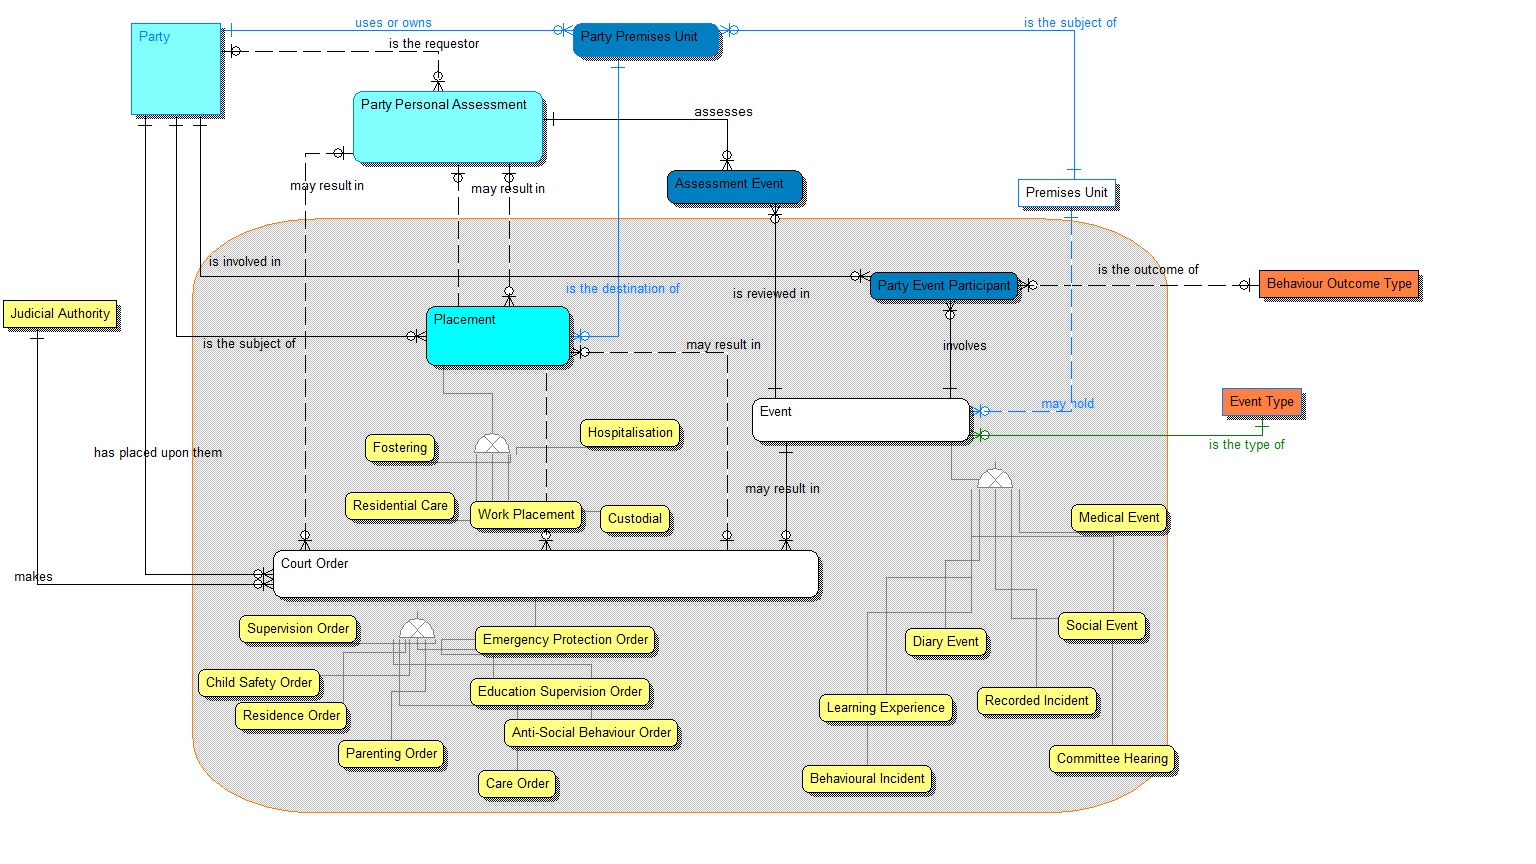 uses or owns
is the subject of
Party
Party Premises Unit
is the requestor
Party Personal Assessment
assesses
may result in
may result in
Assessment Event
Premises Unit
is involved in
is the outcome of
is the destination of
is reviewed in
Party Event Participant
Behaviour Outcome Type
Judicial Authority
Placement
is the subject of
may result in
involves
Event
may hold
Event Type
Hospitalisation
Fostering
is the type of
has placed upon them
may result in
Residential Care
Work Placement
Custodial
Medical Event
Court Order
makes
Supervision Order
Emergency Protection Order
Diary Event
Social Event
Child Safety Order
Education Supervision Order
Residence Order
Learning Experience
Recorded Incident
Anti-Social Behaviour Order
Parenting Order
Committee Hearing
Care Order
Behavioural Incident